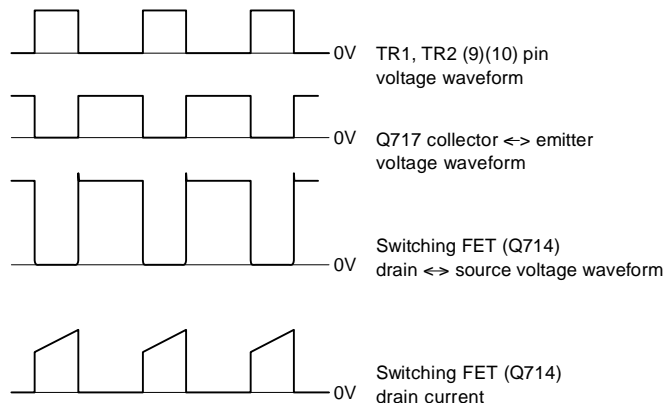 0V TR1, TR2 (9)(10) pin
voltage waveform
0V Q717 collector <-> emitter
voltage waveform
Switching FET (Q714)
0V drain <-> source voltage waveform
Switching FET (Q714)
0V drain current